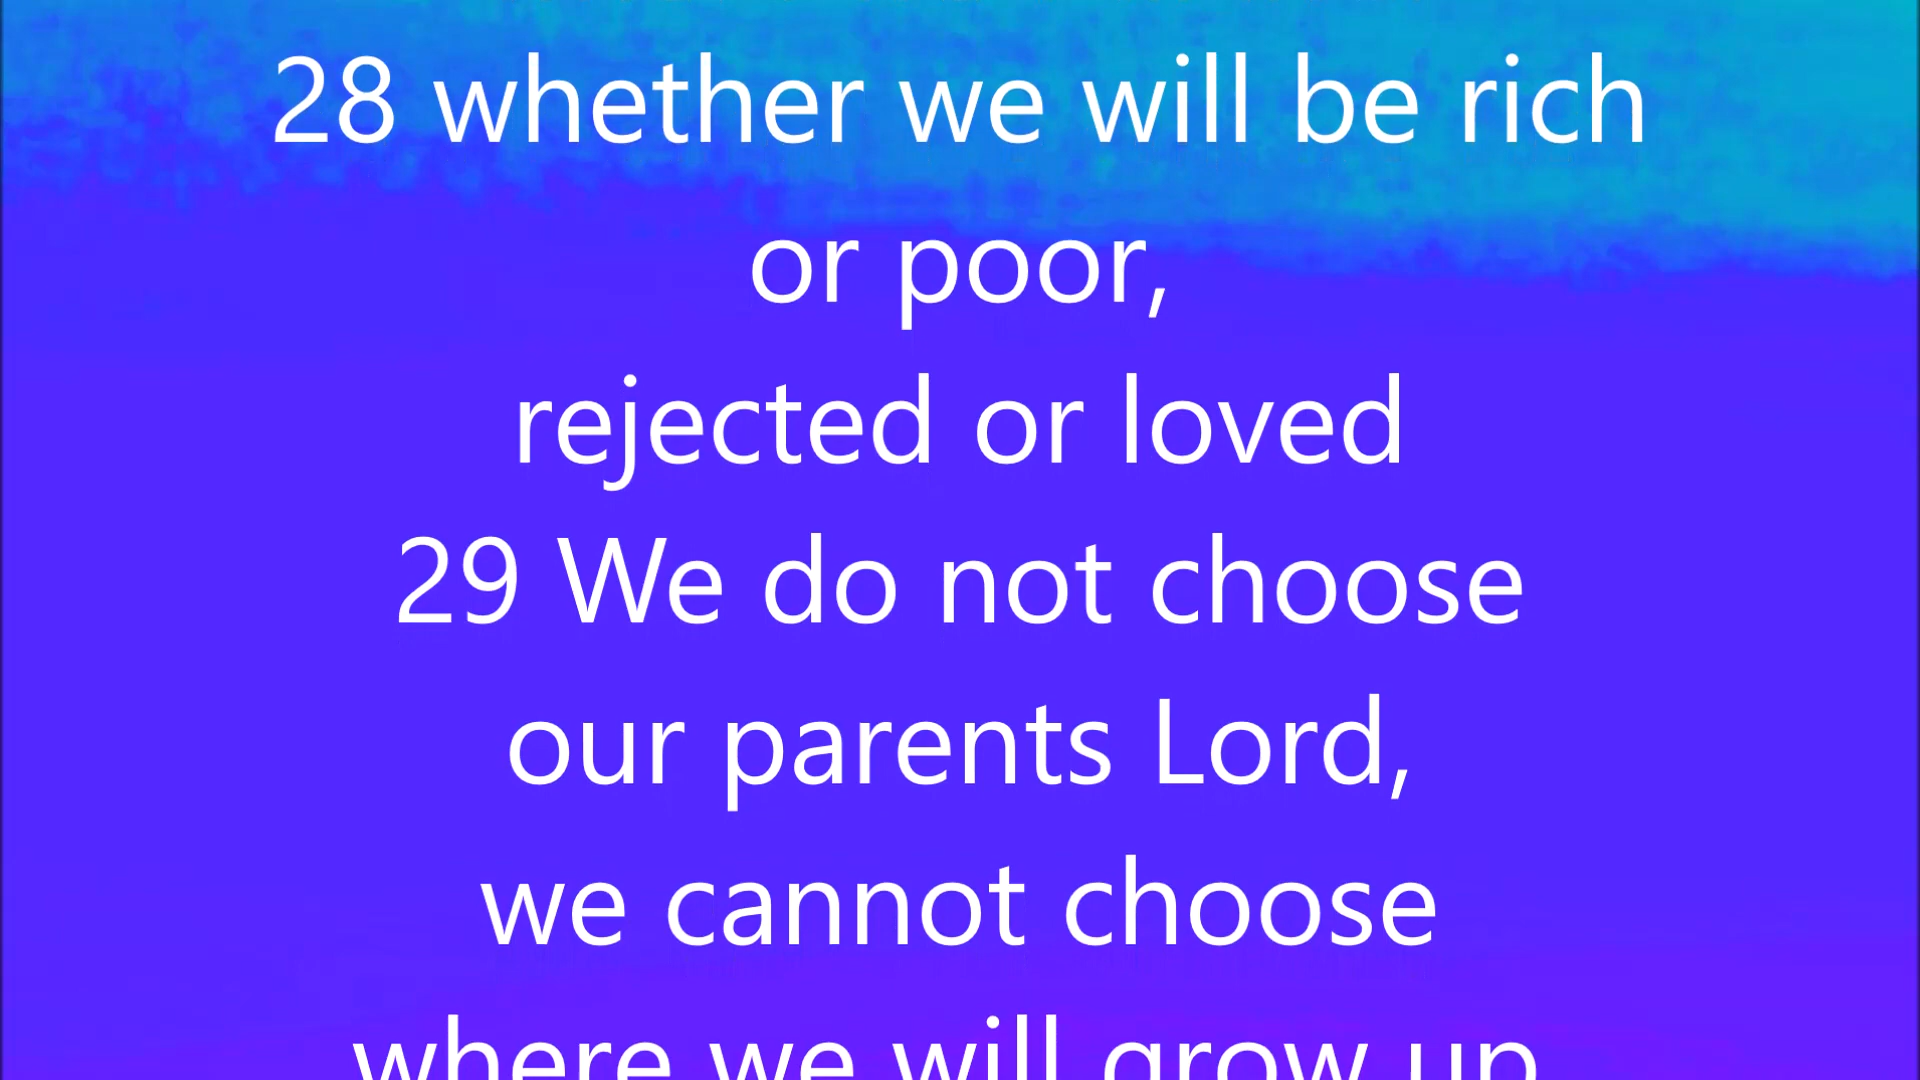 28 whether we will be rich
or poor,
rejected or loved
29 We do not choose
our parents Lord,
we cannot choose
where we will grow up